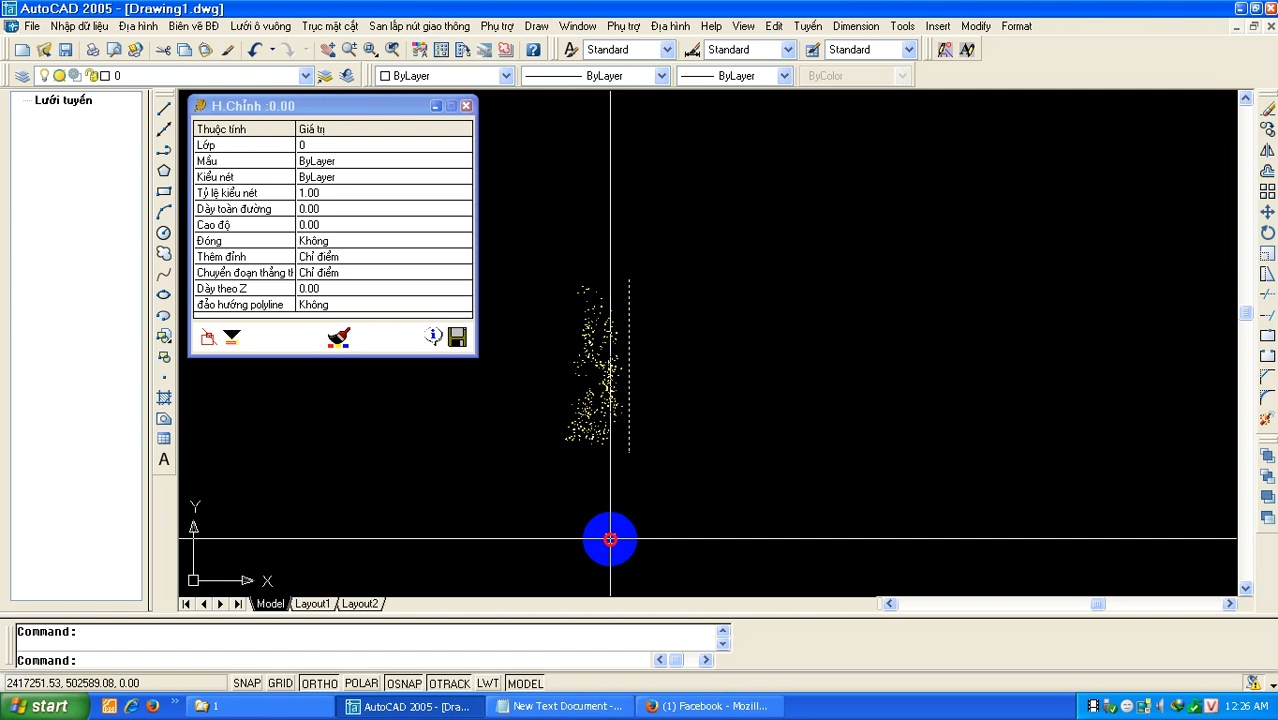 AutoCAD 2005 - [Drawing1.dwg]
File Nhập dữ liệu Địa hình Biên vẽ BĐ Lưới ô vuông Trục mặt cắt San lấp nút giao thông Phụ trợ Draw Window Phụ trợ Địa hình Help View Edit Tuyến Dimension Tools Insert Modify Format
Standard Standard Standard
0 ByLayer ByLayer ByLayer ByColor
Lưới tuyến
H.Chỉnh :0.00
Thuộc tính Giá trị
Lớp 0
Mầu ByLayer
Kiểu nét ByLayer
Tỷ lệ kiểu nét 1.00
Dày toàn đường 0.00
Cao độ 0.00
Đóng Không
Thêm đỉnh Chỉ điểm
Chuyển đoạn thẳng th Chỉ điểm
Dày theo Z 0.00
đảo hướng polyline Không
Y
X
Model Layout1 Layout2
Command:
Command:
2417251.53, 502589.08, 0.00 SNAP GRID ORTHO POLAR OSNAP OTRACK LWT MODEL
start 1 AutoCAD 2005 - [Draw... New Text Document -... (1) Facebook - Mozill... V 12:26 AM